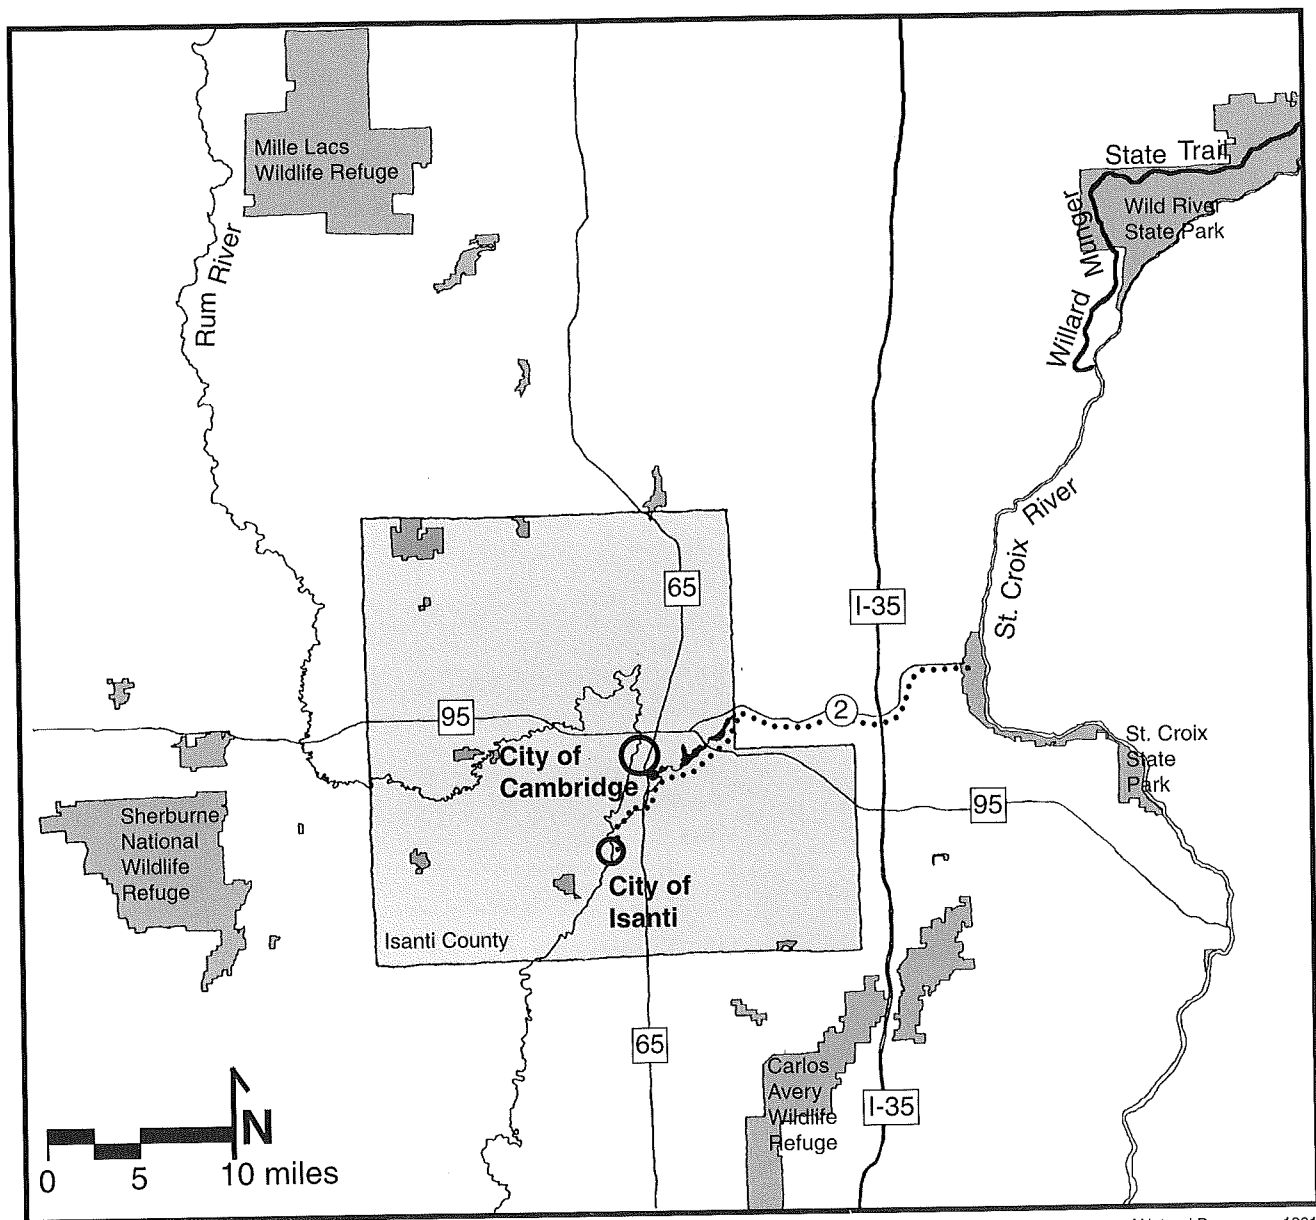 Mille Lacs
Wildlife Refuge
State Trail
Wild River
State Park
Willard Munger
Rum River
St. Croix River
65
I-35
95
2
City of
Cambridge
St. Croix
State
Park
95
Sherburne
National
Wildlife
Refuge
City of
Isanti
Isanti County
65
Carlos
Avery
Wildlife
Refuge
I-35
N
0 5 10 miles